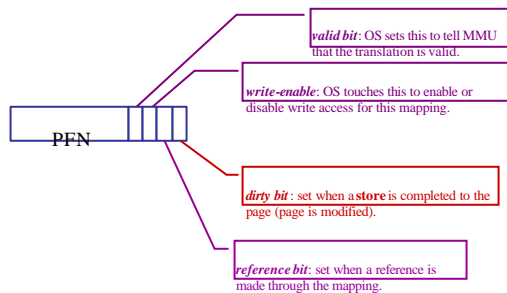 valid bit: OS sets this to tell MMU
that the translation is valid.
write-enable: OS touches this to enable or
disable write access for this mapping.
PFN
dirty bit: set when a store is completed to the
page (page is modified).
reference bit: set when a reference is
made through the mapping.